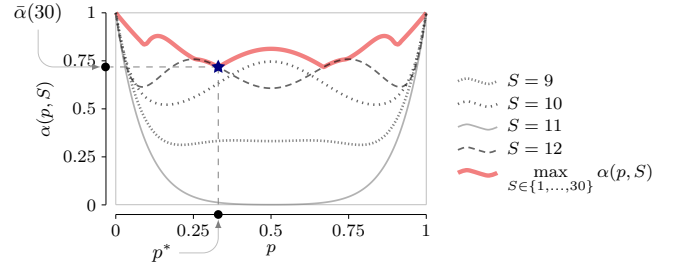 ᾱ(30)
1
0.75
0.5
0.25
0
α(p, S)
0
0.25
0.5
0.75
1
p*
p
S = 9
S = 10
S = 11
S = 12
max α(p, S)
S∈{1,...,30}